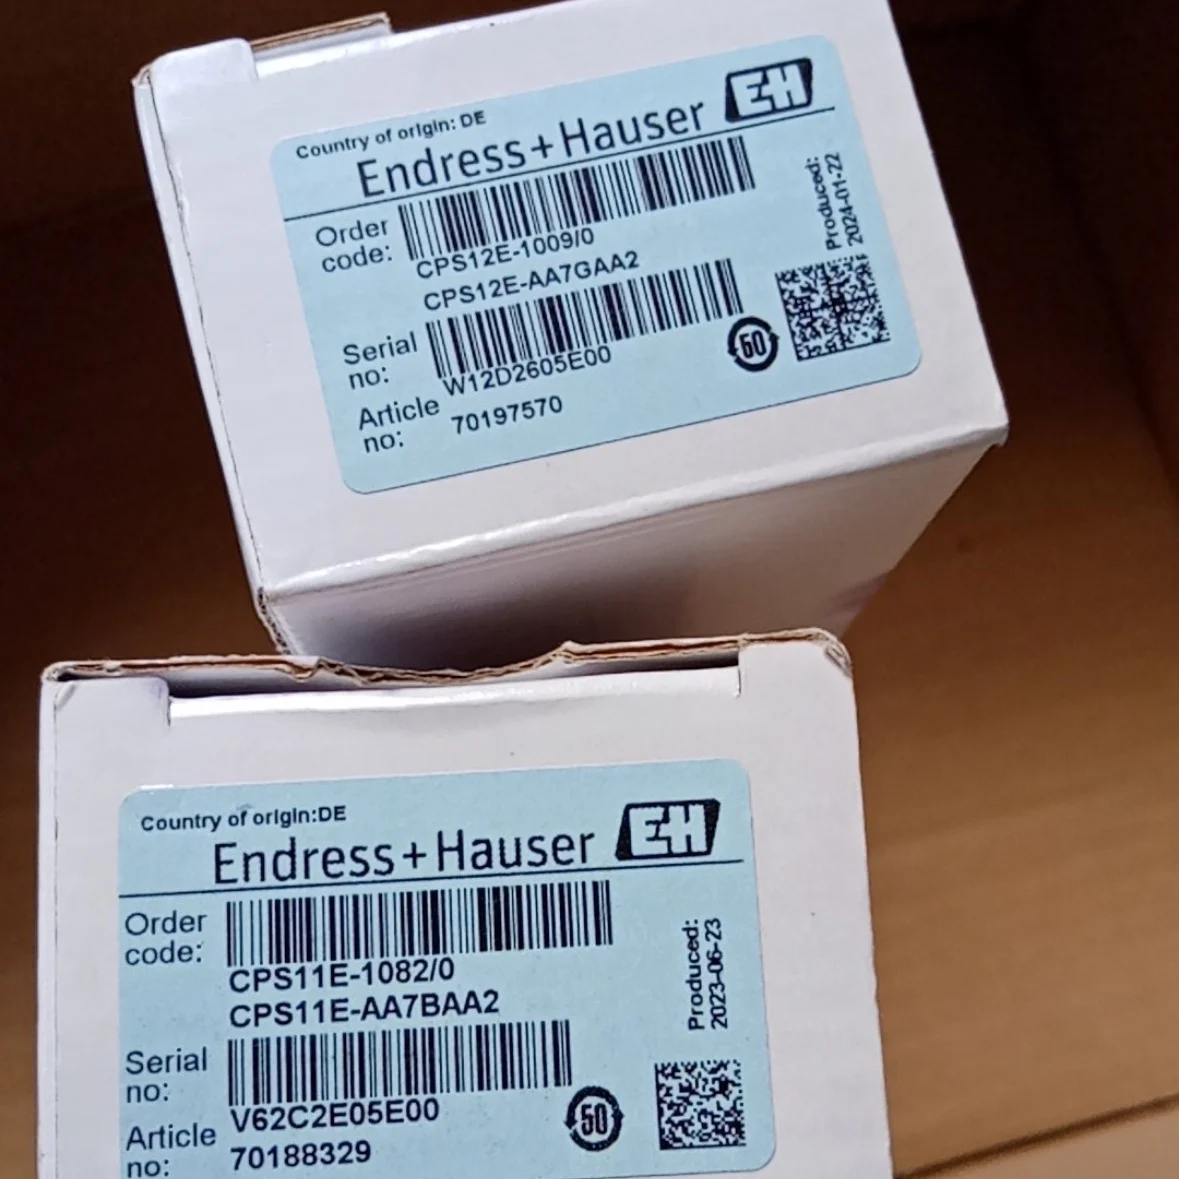 Country of origin: DE
Endress+Hauser EH
Order code: CPS12E-1009/0
CPS12E-AA7GAA2
Serial no: W12D2605E00
Article no: 70197570
Produced: 2024-01-22
50
Country of origin:DE
Endress+Hauser EH
Order code: CPS11E-1082/0
CPS11E-AA7BAA2
Serial no: V62C2E05E00
Article no: 70188329
Produced: 2023-06-23
50